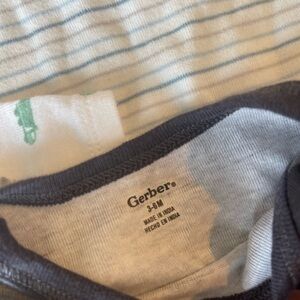 Gerber®
3-6M
MADE IN INDIA
HECHO EN INDIA